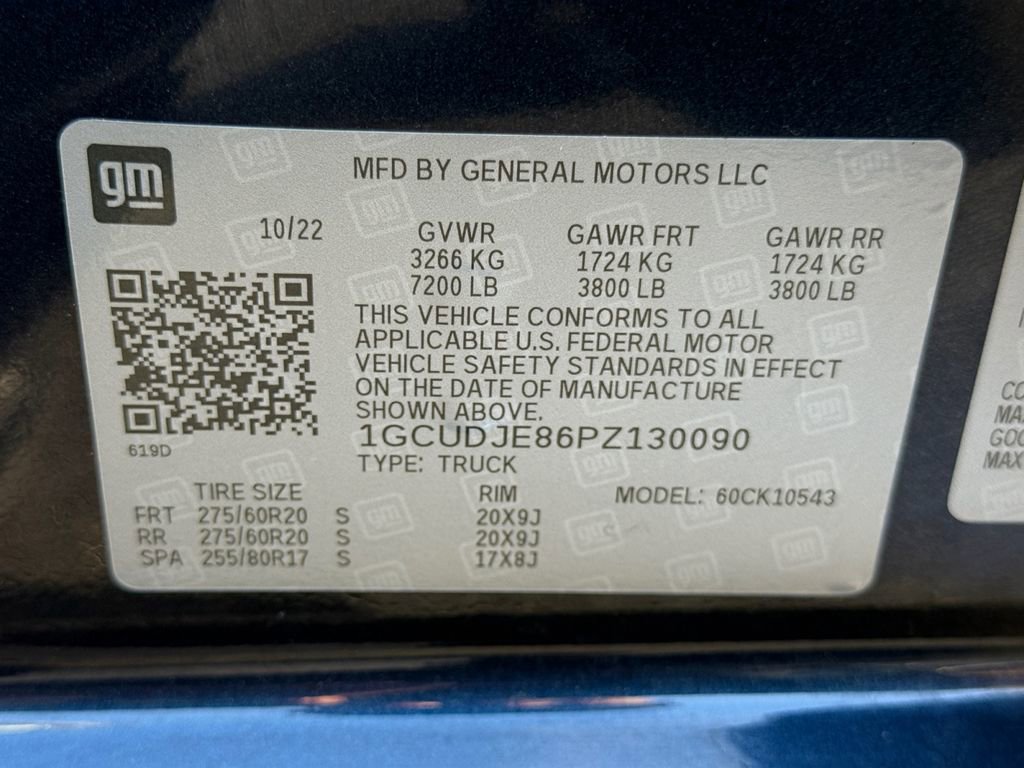 gm
MFD BY GENERAL MOTORS LLC
10/22 GVWR GAWR FRT GAWR RR
3266 KG 1724 KG 1724 KG
7200 LB 3800 LB 3800 LB
THIS VEHICLE CONFORMS TO ALL
APPLICABLE U.S. FEDERAL MOTOR
VEHICLE SAFETY STANDARDS IN EFFECT
ON THE DATE OF MANUFACTURE
SHOWN ABOVE.
1GCUDJE86PZ130090
619D
TYPE: TRUCK
TIRE SIZE RIM MODEL: 60CK10543
FRT 275/60R20 S 20X9J
RR 275/60R20 S 20X9J
SPA 255/80R17 S 17X8J
MAX